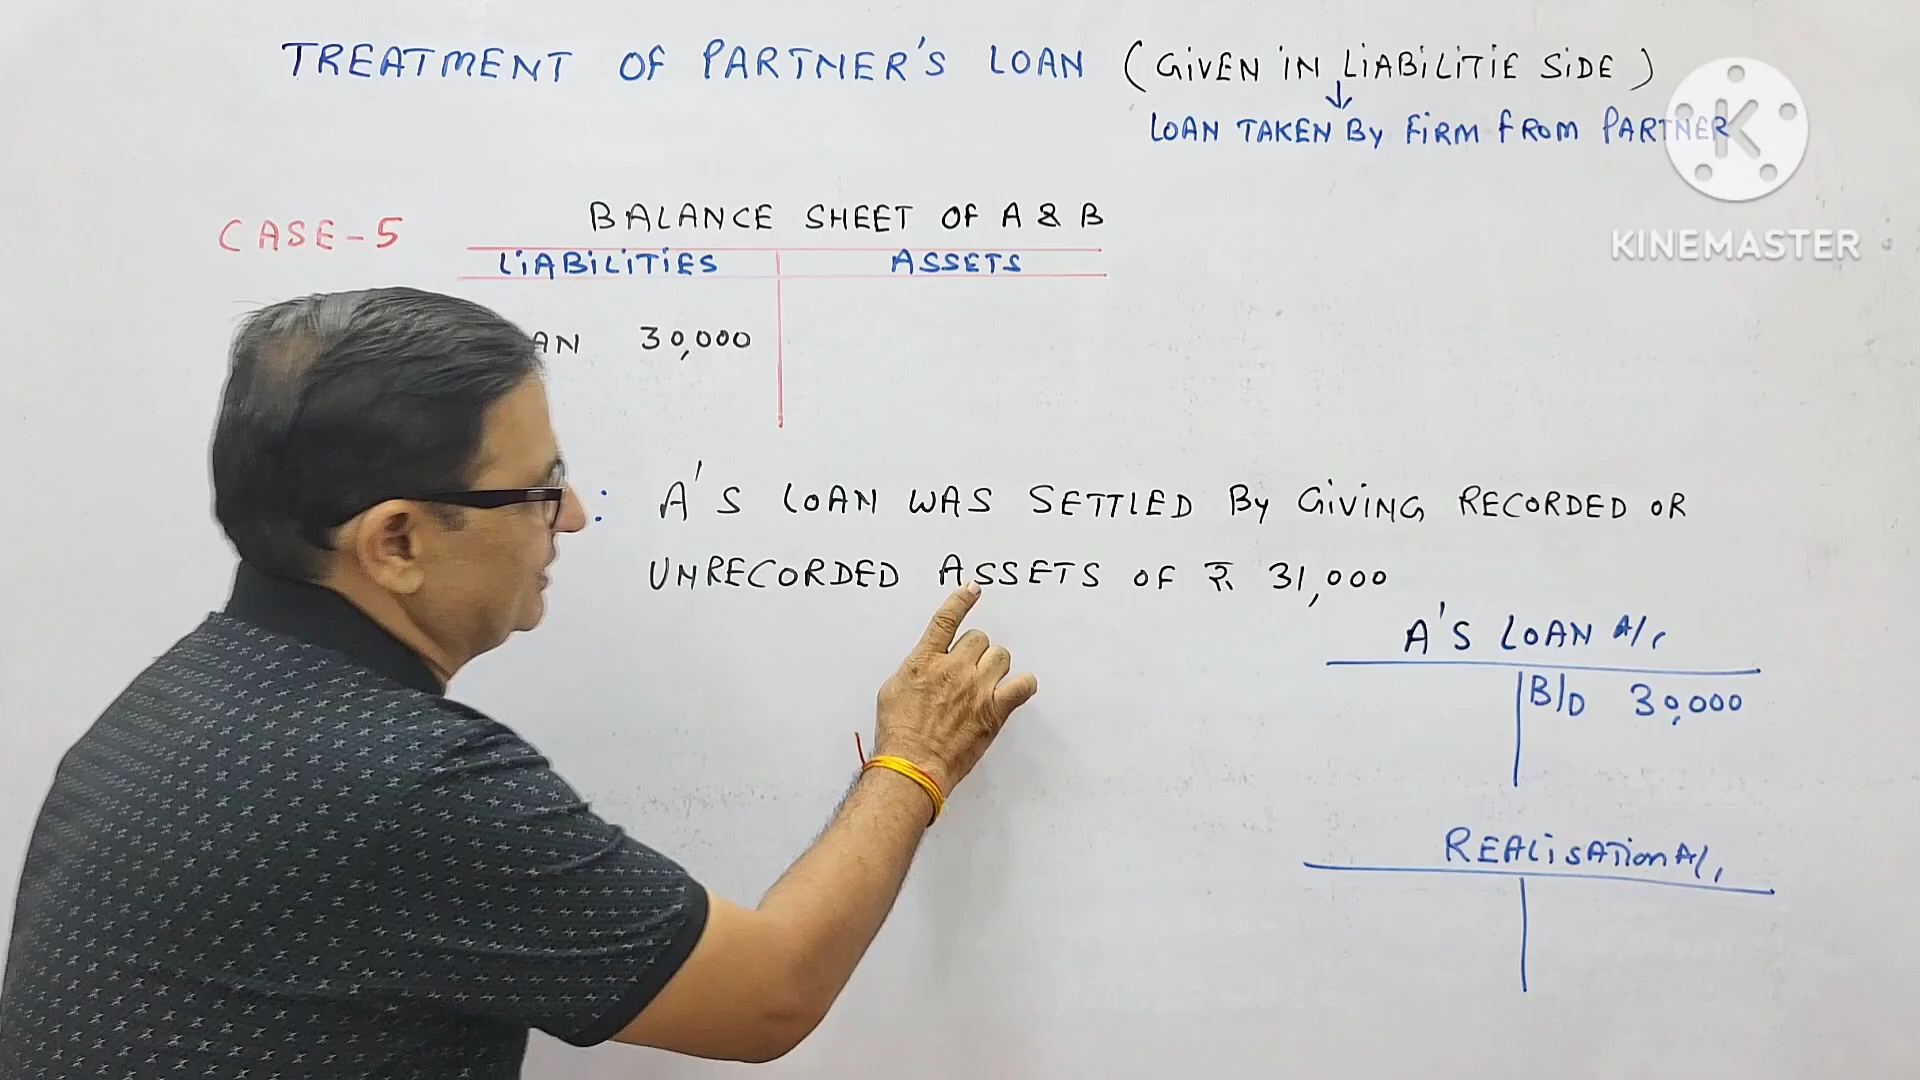 TREATMENT OF PARTNER'S LOAN (GIVEN IN LIABILITIE SIDE)
↓
LOAN TAKEN BY FIRM FROM PARTNER
K
KINEMASTER
CASE-5
BALANCE SHEET OF A & B
LIABILITIES ASSETS
AN 30,000
: A'S LOAN WAS SETTLED BY GIVING RECORDED OR
UNRECORDED ASSETS OF ₹ 31,000
A'S LOAN A/C
B/D 30,000
REALISATION A/C